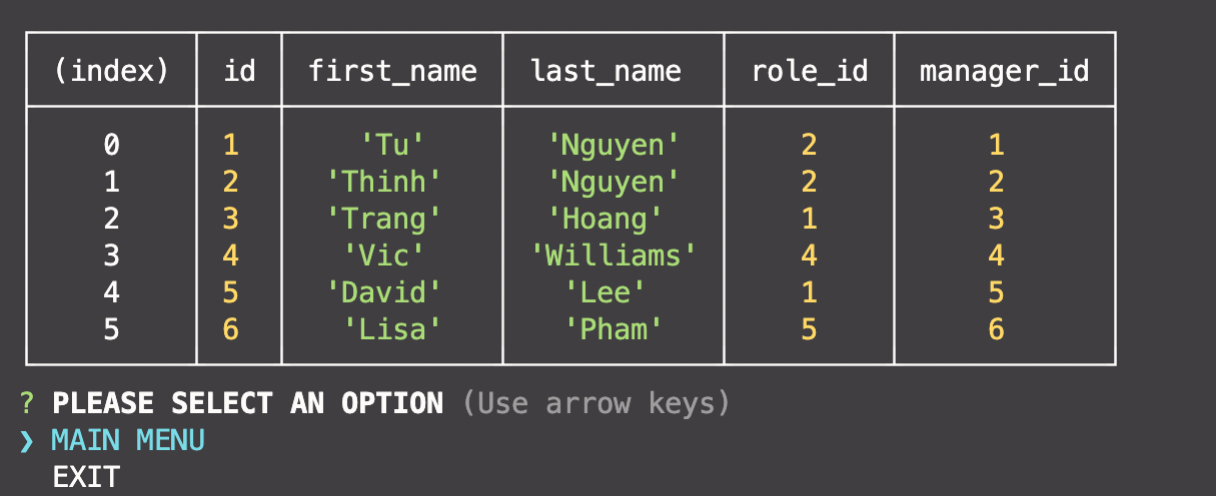 (index) id first_name last_name role_id manager_id
0 1 'Tu' 'Nguyen' 2 1
1 2 'Thinh' 'Nguyen' 2 2
2 3 'Trang' 'Hoang' 1 3
3 4 'Vic' 'Williams' 4 4
4 5 'David' 'Lee' 1 5
5 6 'Lisa' 'Pham' 5 6
? PLEASE SELECT AN OPTION (Use arrow keys)
❯ MAIN MENU
EXIT